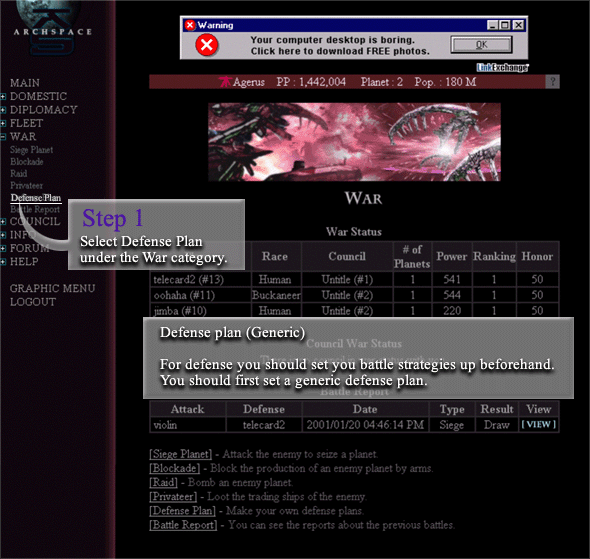 ARCHSPACE
Warning
Your computer desktop is boring.
Click here to download FREE photos.
OK
LinkExchange
Agerus PP : 1,442,004 Planet : 2 Pop. : 180 M ?
MAIN
DOMESTIC
DIPLOMACY
FLEET
WAR
Siege Planet
Blockade
Raid
Privateer
Defense Plan
Battle Report
COUNCIL
INFO
FORUM
HELP
GRAPHIC MENU
LOGOUT
WAR
Step 1
Select Defense Plan
under the War category.
War Status
Race Council # of Planets Power Ranking Honor
telecard2 (#13) Human Untitle (#1) 1 541 1 50
oohaha (#11) Buckaneer Untitle (#2) 1 544 1 50
jimba (#10) Human Untitle (#2) 1 220 1 50
Defense plan (Generic)
Council War Status
For defense you should set you battle strategies up beforehand.
You should first set a generic defense plan.
Battle Report
Attack Defense Date Type Result View
violin telecard2 2001/01/20 04:46:14 PM Siege Draw [ VIEW ]
[Siege Planet] - Attack the enemy to seize a planet.
[Blockade] - Block the production of an enemy planet by arms.
[Raid] - Bomb an enemy planet.
[Privateer] - Loot the trading ships of the enemy.
[Defense Plan] - Make your own defense plans.
[Battle Report] - You can see the reports about the previous battles.